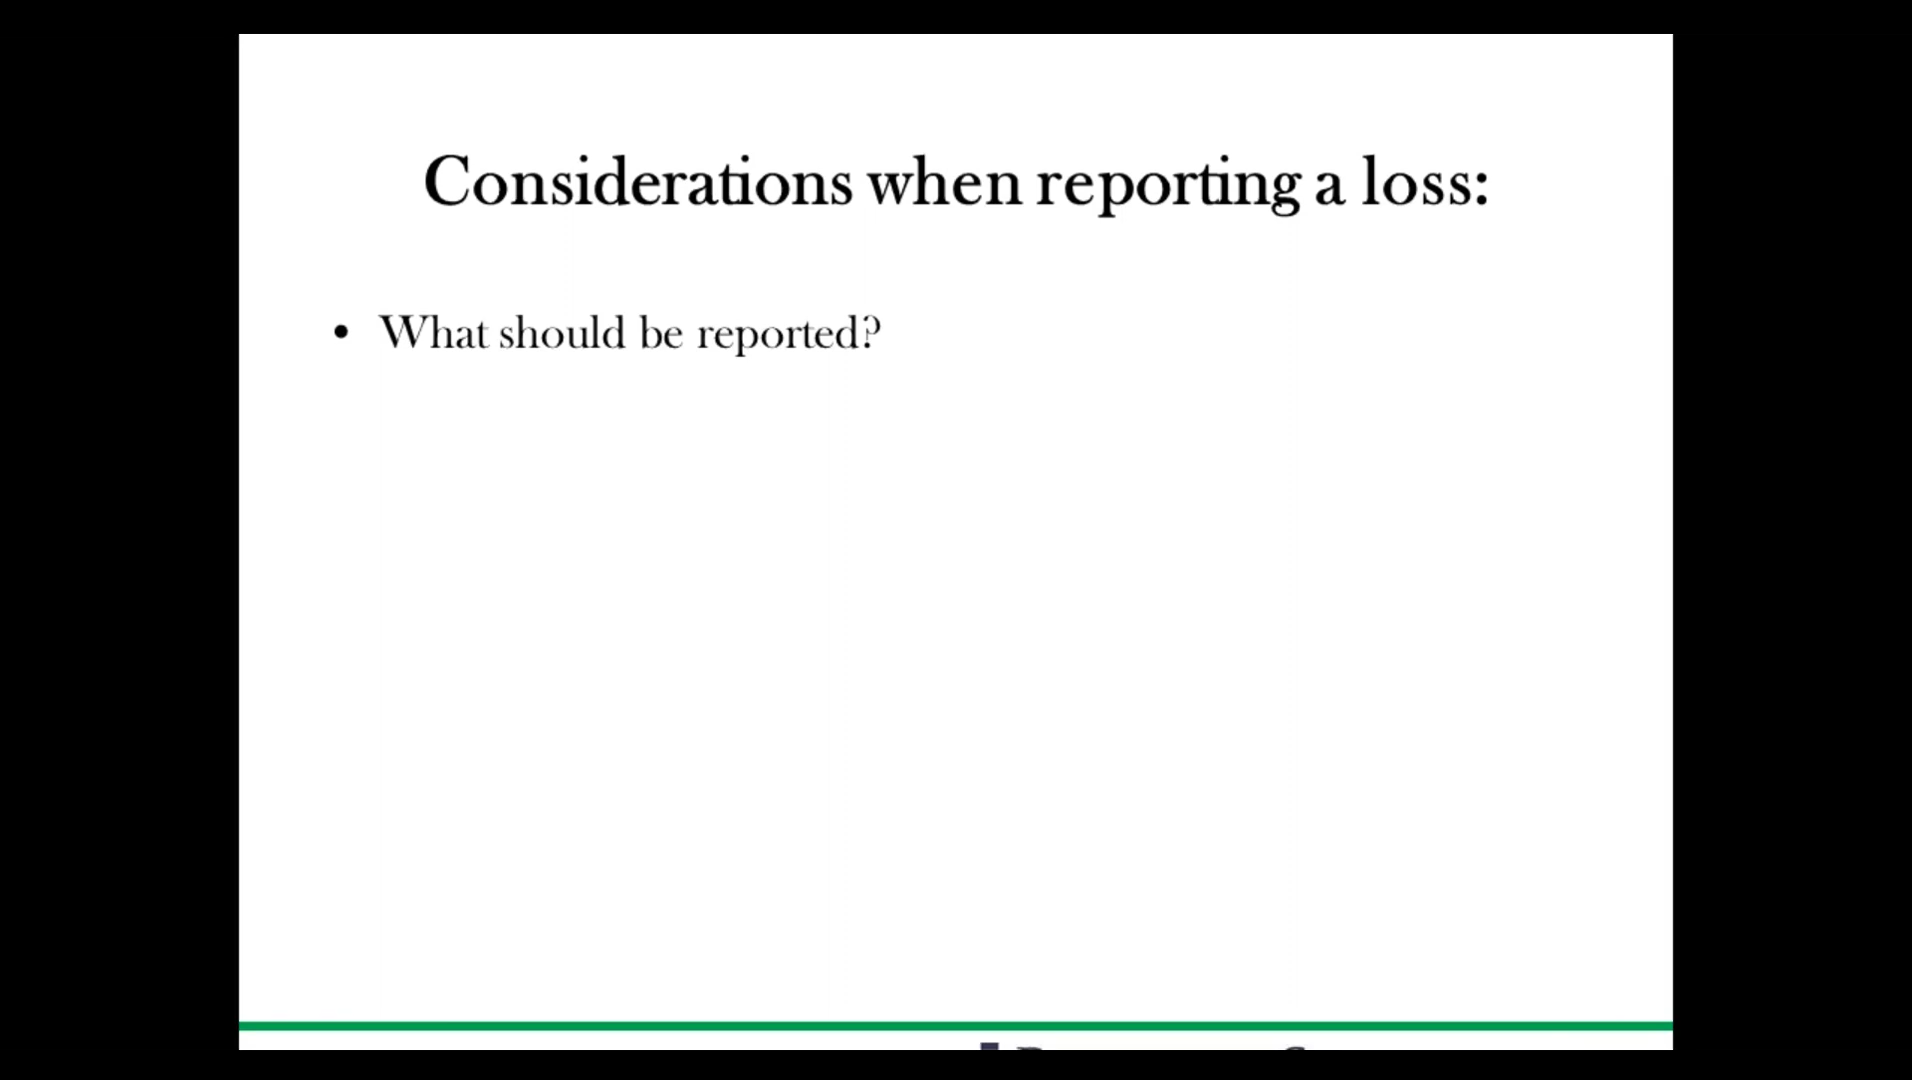 Considerations when reporting a loss:
• What should be reported?